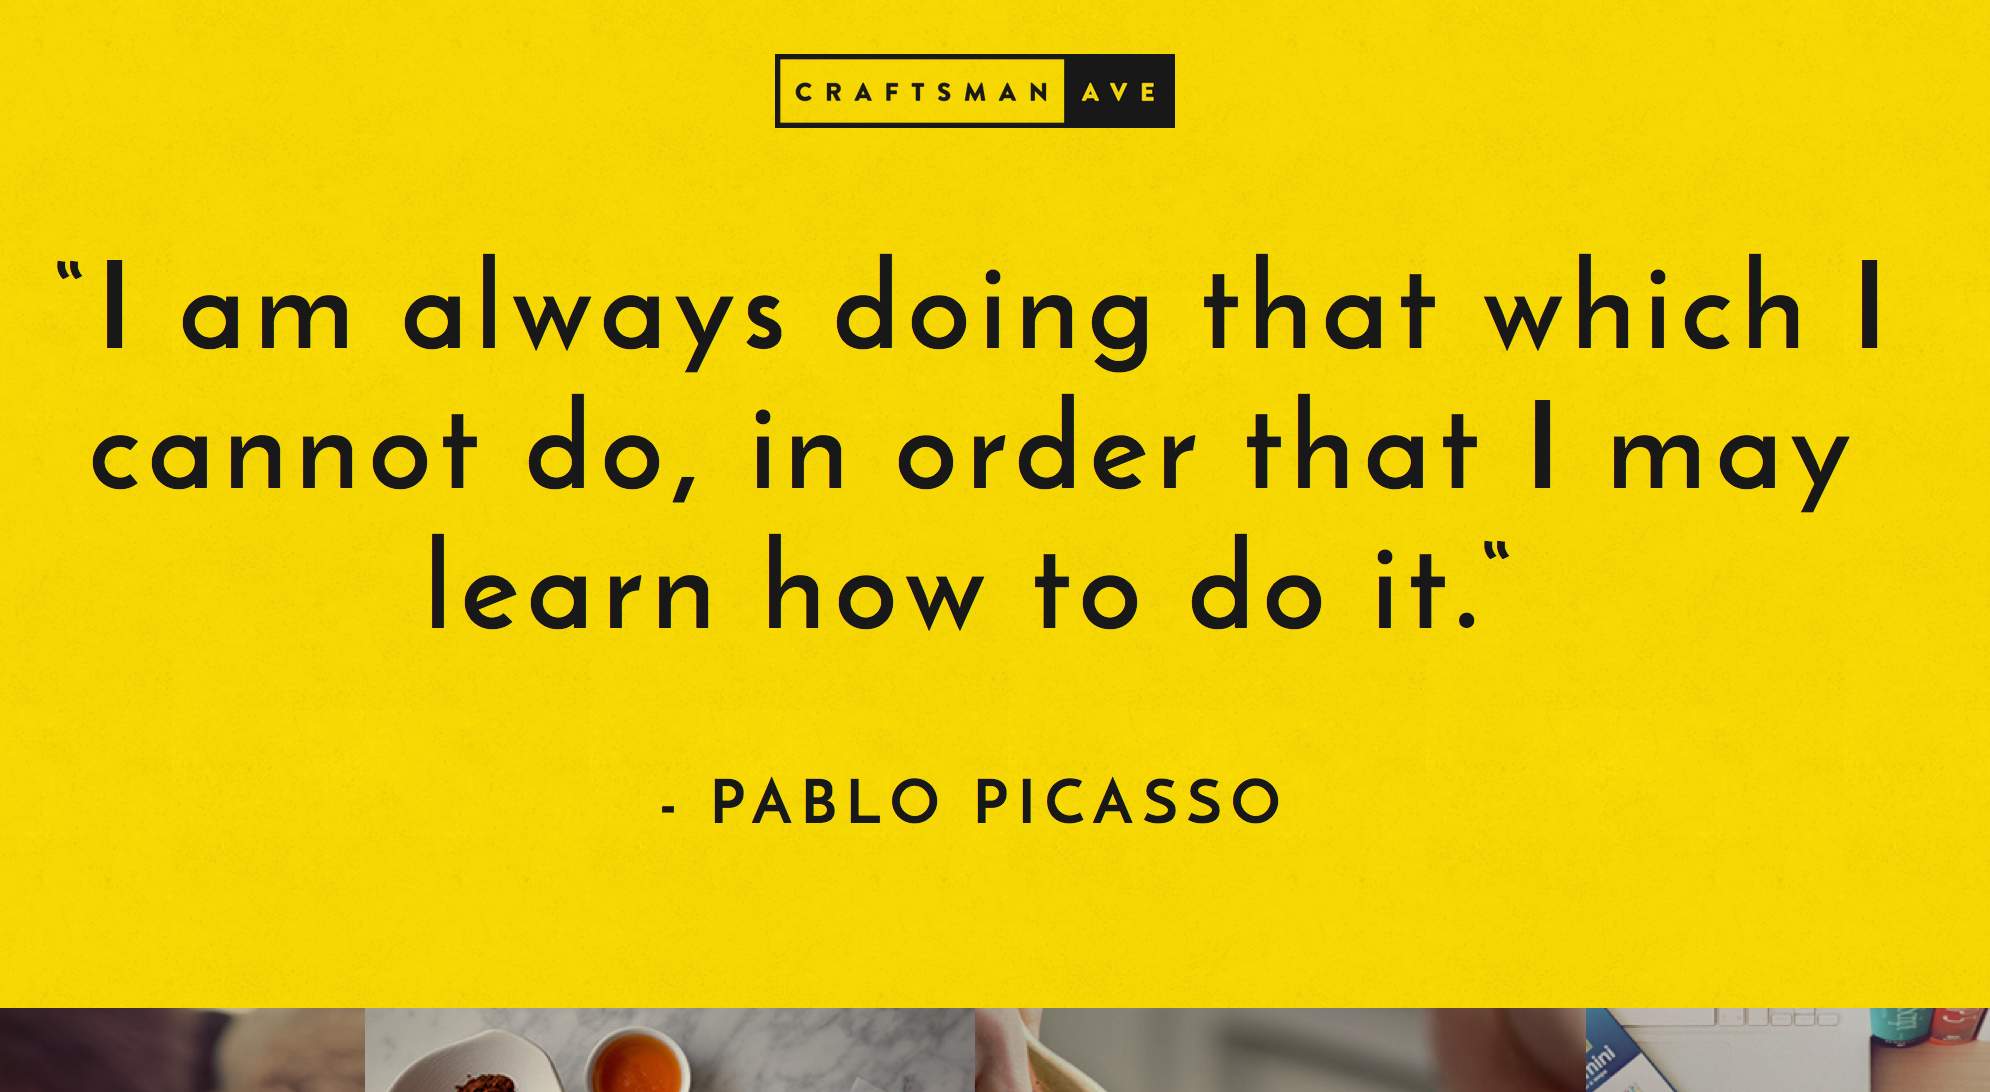 CRAFTSMAN AVE
“I am always doing that which I
cannot do, in order that I may
learn how to do it.“
- PABLO PICASSO
mini